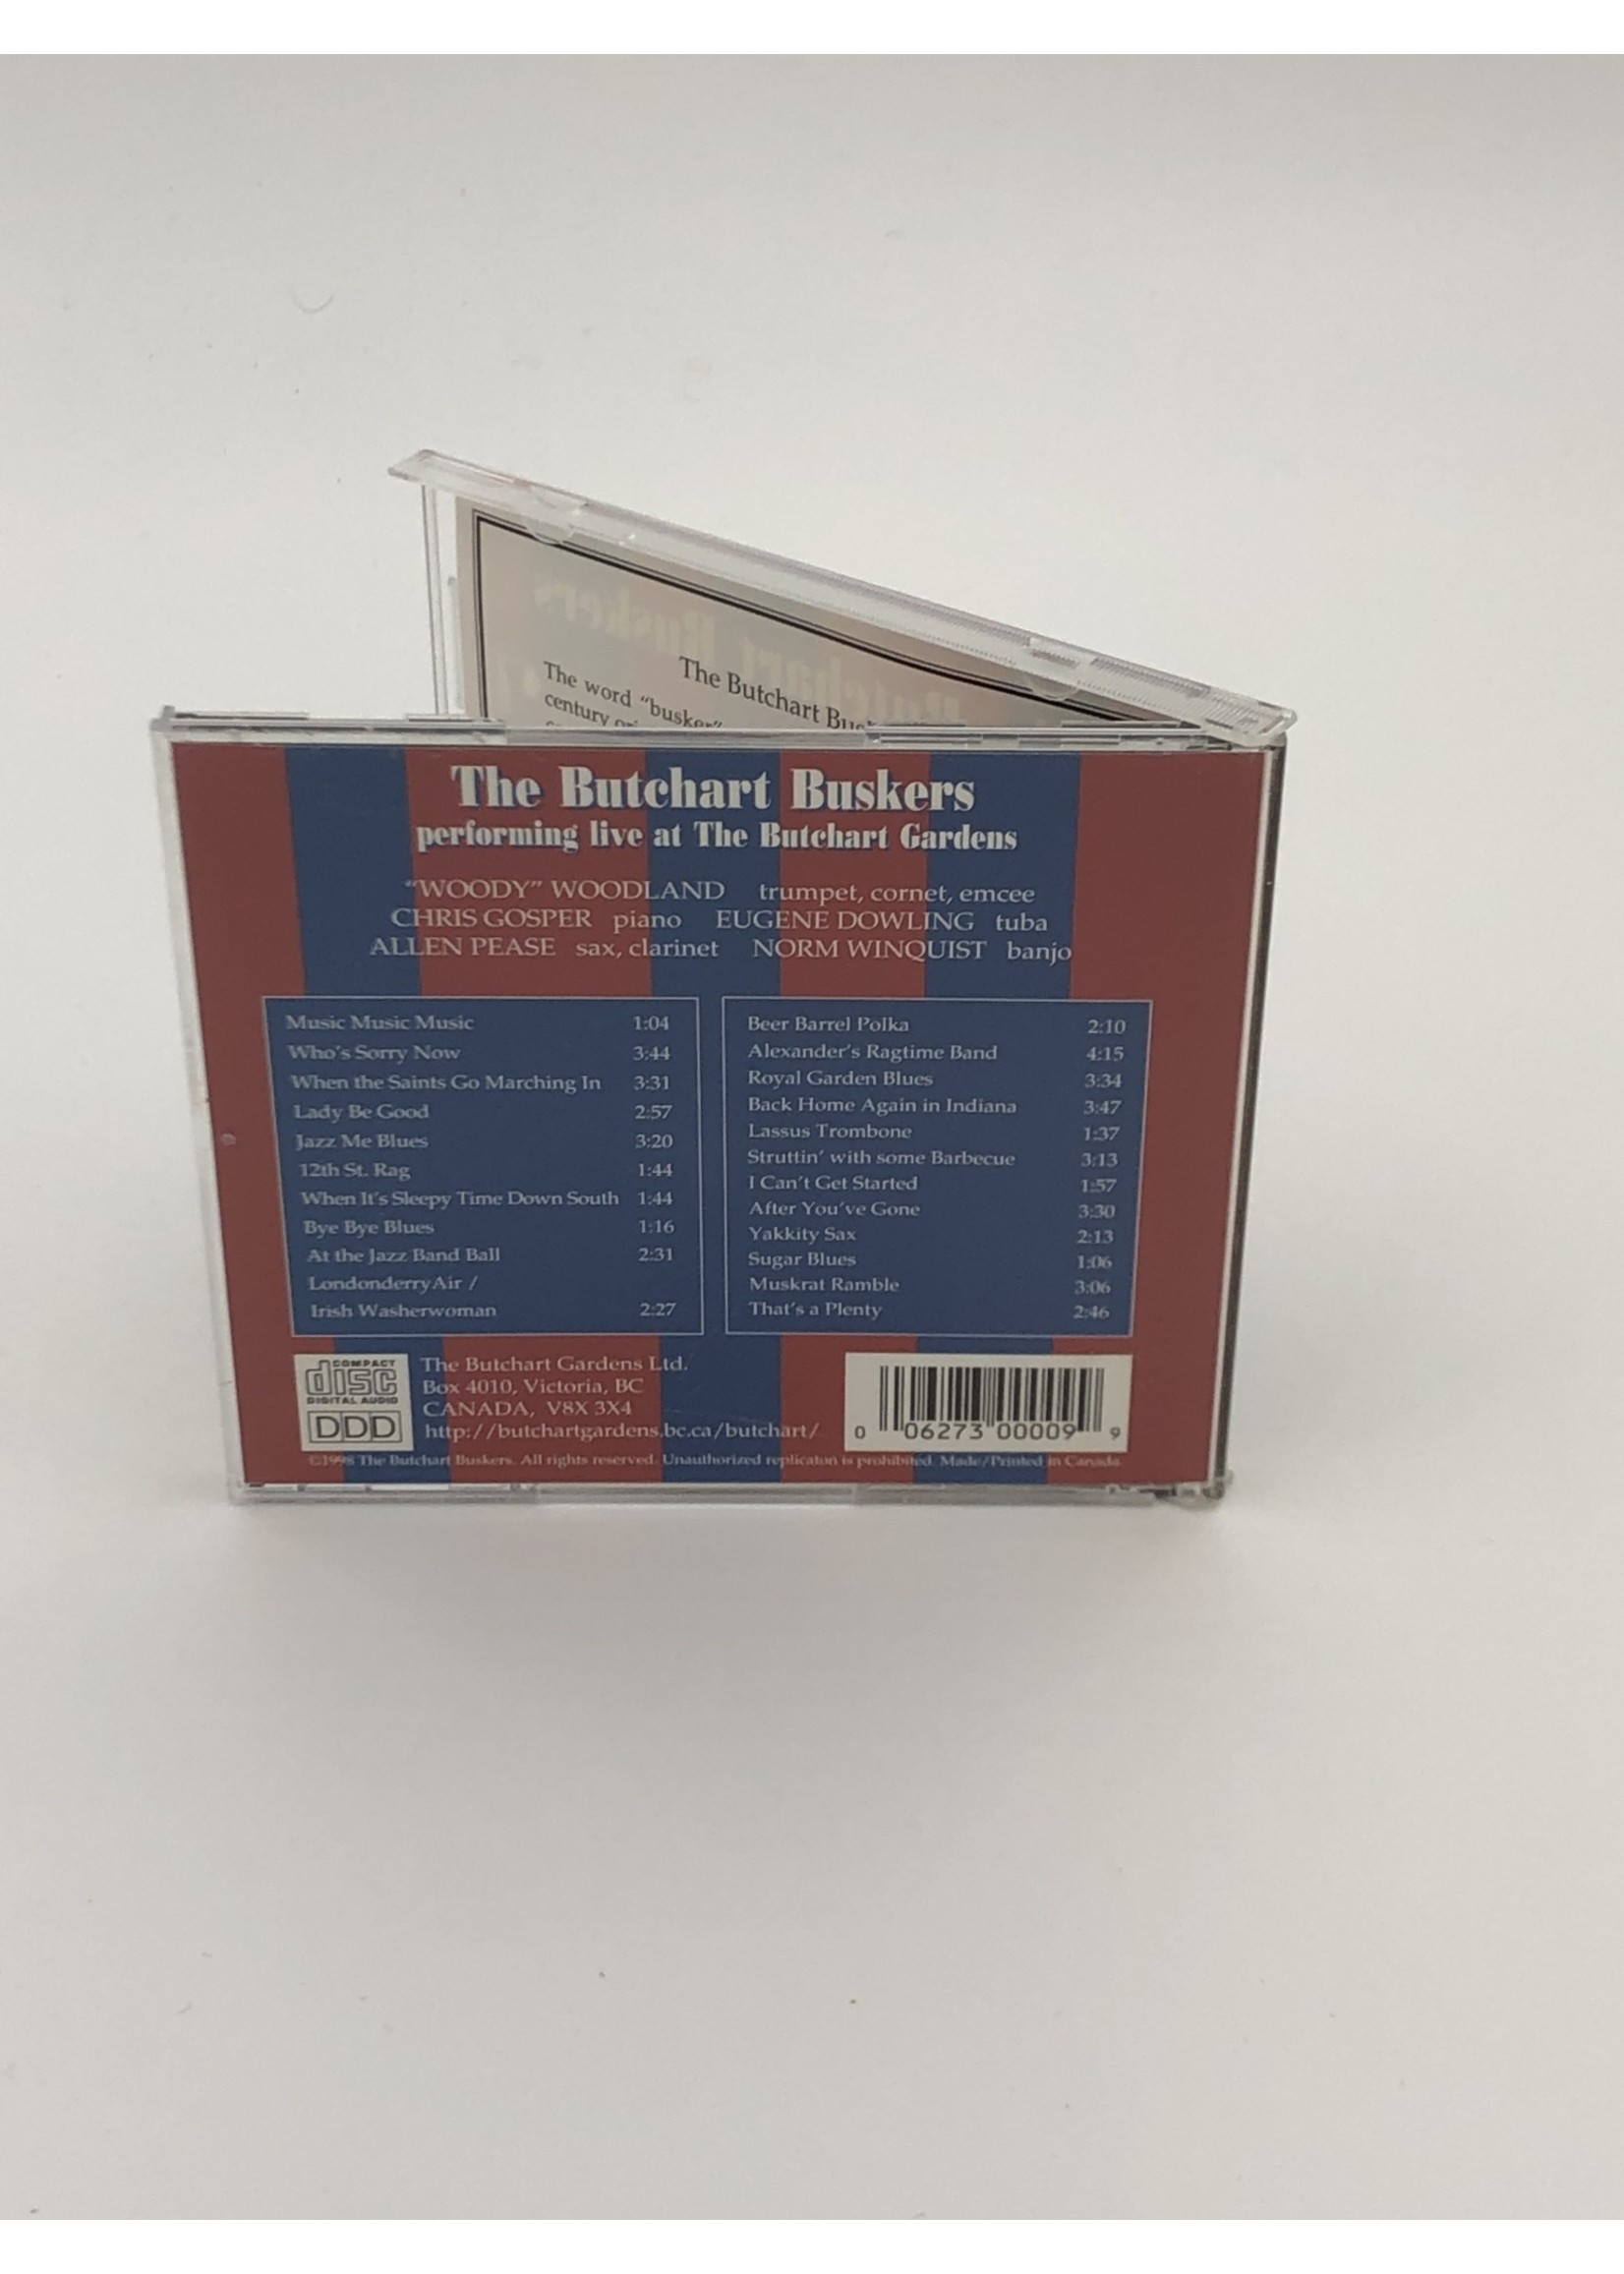 The Butchart
The word "busker"
century
The Butchart Buskers
performing live at The Butchart Gardens
"WOODY" WOODLAND trumpet, cornet, emcee
CHRIS GOSPER piano EUGENE DOWLING tuba
ALLEN PEASE sax, clarinet NORM WINQUIST banjo
Music Music Music 1:04
Who's Sorry Now 3:44
When the Saints Go Marching In 3:31
Lady Be Good 2:57
Jazz Me Blues 3:20
12th St. Rag 1:44
When It's Sleepy Time Down South 1:44
Bye Bye Blues 1:16
At the Jazz Band Ball 2:31
Londonderry Air /
Irish Washerwoman 2:27
Beer Barrel Polka 2:10
Alexander's Ragtime Band 4:15
Royal Garden Blues 3:34
Back Home Again in Indiana 3:47
Lassus Trombone 1:37
Struttin' with some Barbecue 3:13
I Can't Get Started 1:57
After You've Gone 3:30
Yakkity Sax 2:13
Sugar Blues 1:06
Muskrat Ramble 3:06
That's a Plenty 2:46
COMPACT
disc
DIGITAL AUDIO
DDD
The Butchart Gardens Ltd.
Box 4010, Victoria, BC
CANADA, V8X 3X4
http://butchartgardens.bc.ca/butchart/
0 06273 00009 9
©1998 The Butchart Buskers. All rights reserved. Unauthorized replicaton is prohibited. Made/Printed in Canada.